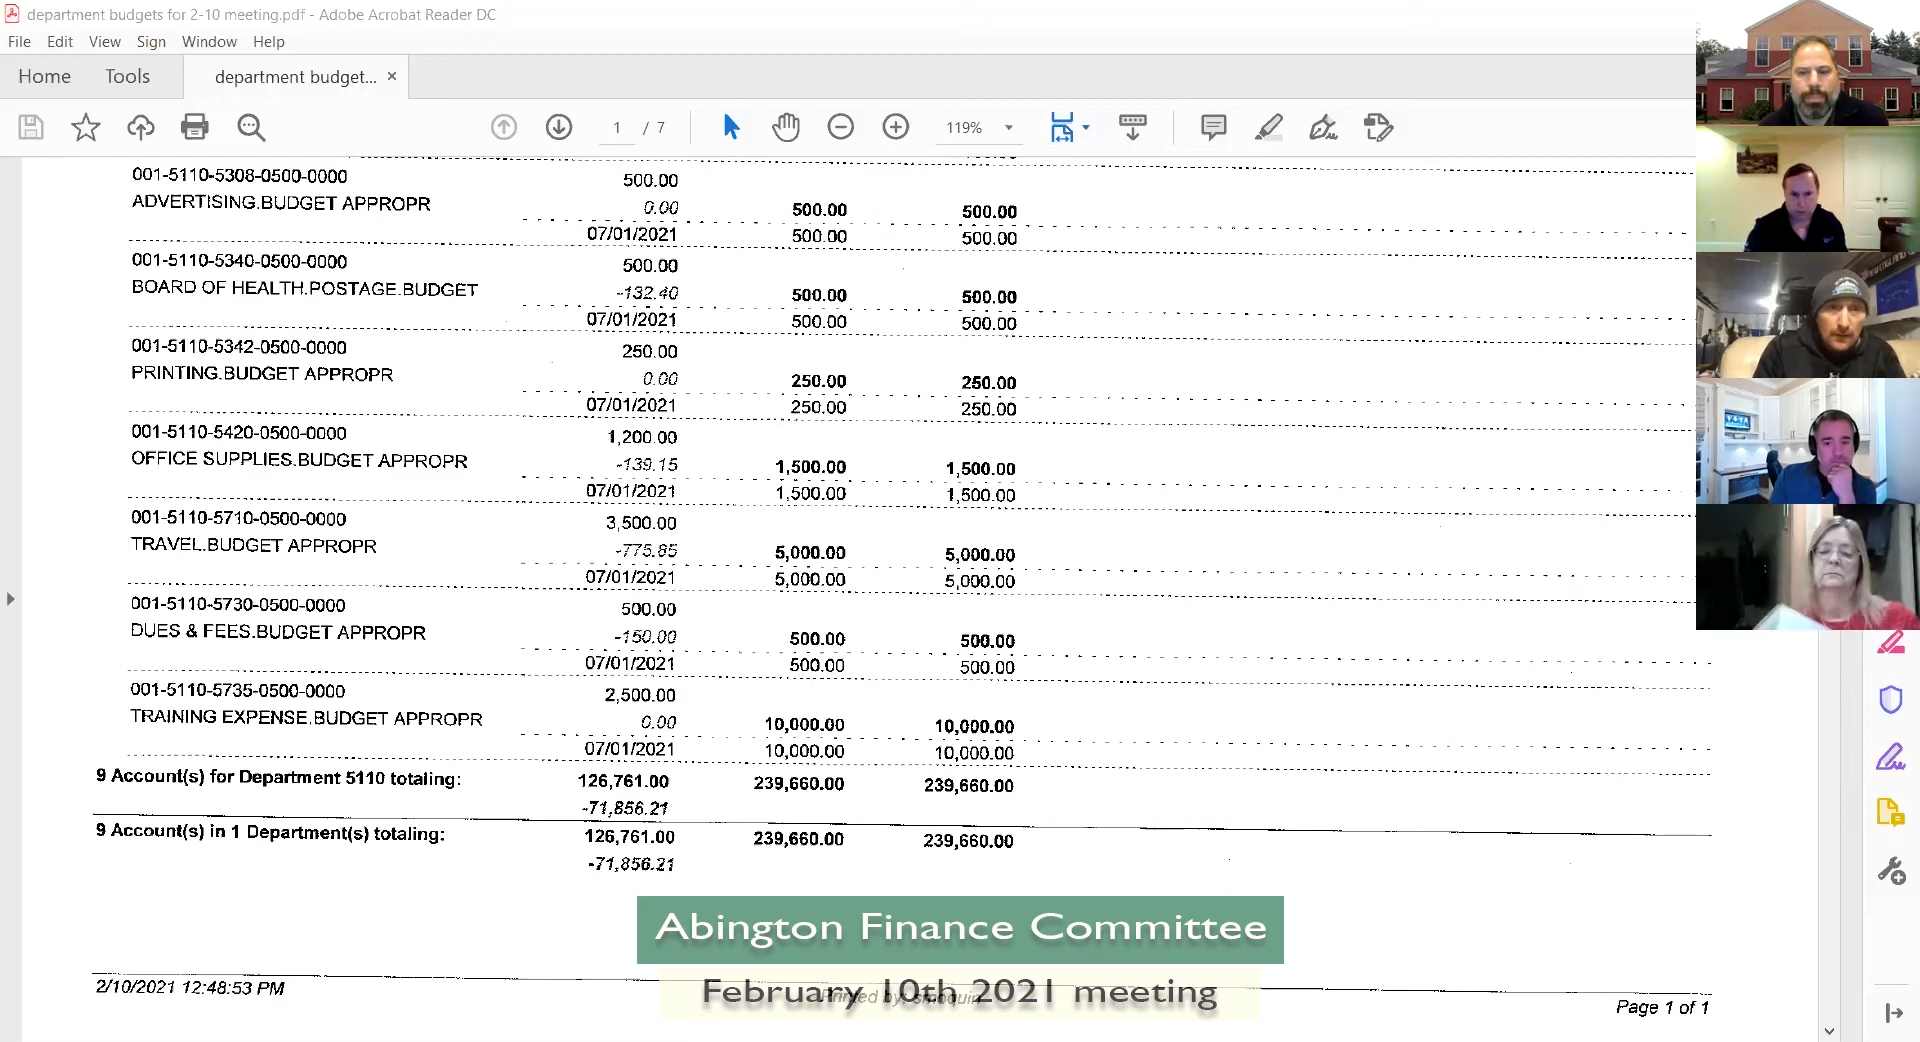 department budgets for 2-10 meeting.pdf - Adobe Acrobat Reader DC
File Edit View Sign Window Help
Home Tools department budget... ×
1 / 7 119%
001-5110-5308-0500-0000 500.00
ADVERTISING.BUDGET APPROPR 0.00 500.00 500.00
07/01/2021 500.00 500.00
001-5110-5340-0500-0000 500.00
BOARD OF HEALTH.POSTAGE.BUDGET -132.40 500.00 500.00
07/01/2021 500.00 500.00
001-5110-5342-0500-0000 250.00
PRINTING.BUDGET APPROPR 0.00 250.00 250.00
07/01/2021 250.00 250.00
001-5110-5420-0500-0000 1,200.00
OFFICE SUPPLIES.BUDGET APPROPR -139.15 1,500.00 1,500.00
07/01/2021 1,500.00 1,500.00
001-5110-5710-0500-0000 3,500.00
TRAVEL.BUDGET APPROPR -775.85 5,000.00 5,000.00
07/01/2021 5,000.00 5,000.00
001-5110-5730-0500-0000 500.00
DUES & FEES.BUDGET APPROPR -150.00 500.00 500.00
07/01/2021 500.00 500.00
001-5110-5735-0500-0000 2,500.00
TRAINING EXPENSE.BUDGET APPROPR 0.00 10,000.00 10,000.00
07/01/2021 10,000.00 10,000.00
9 Account(s) for Department 5110 totaling: 126,761.00 239,660.00 239,660.00
-71,856.21
9 Account(s) in 1 Department(s) totaling: 126,761.00 239,660.00 239,660.00
-71,856.21
Abington Finance Committee
February 10th 2021 meeting
2/10/2021 12:48:53 PM
Page 1 of 1